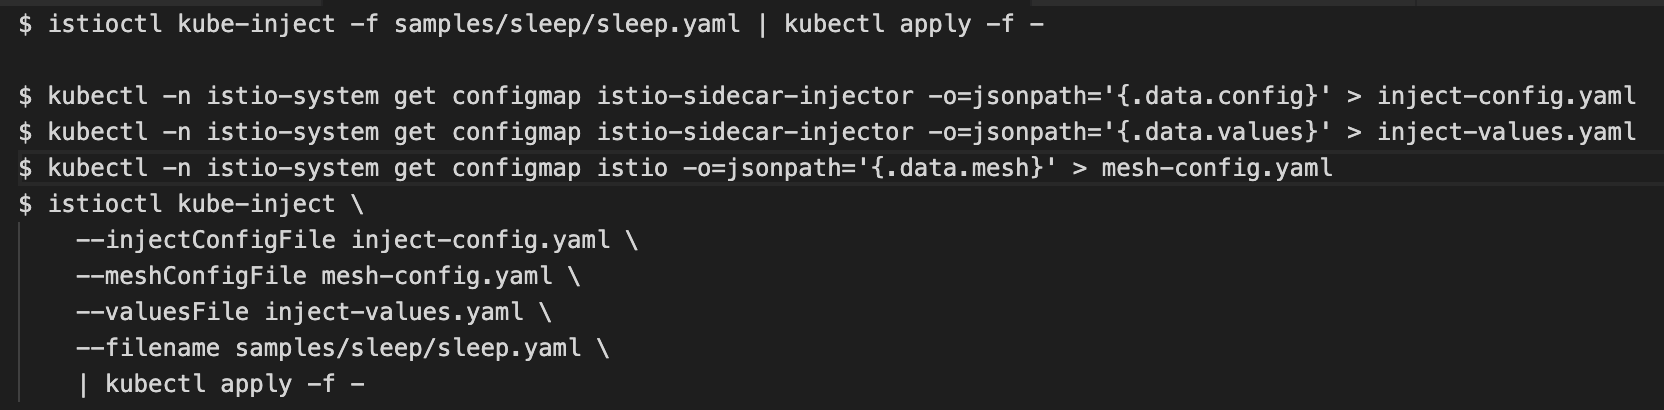 $ istioctl kube-inject -f samples/sleep/sleep.yaml | kubectl apply -f -
$ kubectl -n istio-system get configmap istio-sidecar-injector -o=jsonpath='{.data.config}' > inject-config.yaml
$ kubectl -n istio-system get configmap istio-sidecar-injector -o=jsonpath='{.data.values}' > inject-values.yaml
$ kubectl -n istio-system get configmap istio -o=jsonpath='{.data.mesh}' > mesh-config.yaml
$ istioctl kube-inject \
--injectConfigFile inject-config.yaml \
--meshConfigFile mesh-config.yaml \
--valuesFile inject-values.yaml \
--filename samples/sleep/sleep.yaml \
| kubectl apply -f -